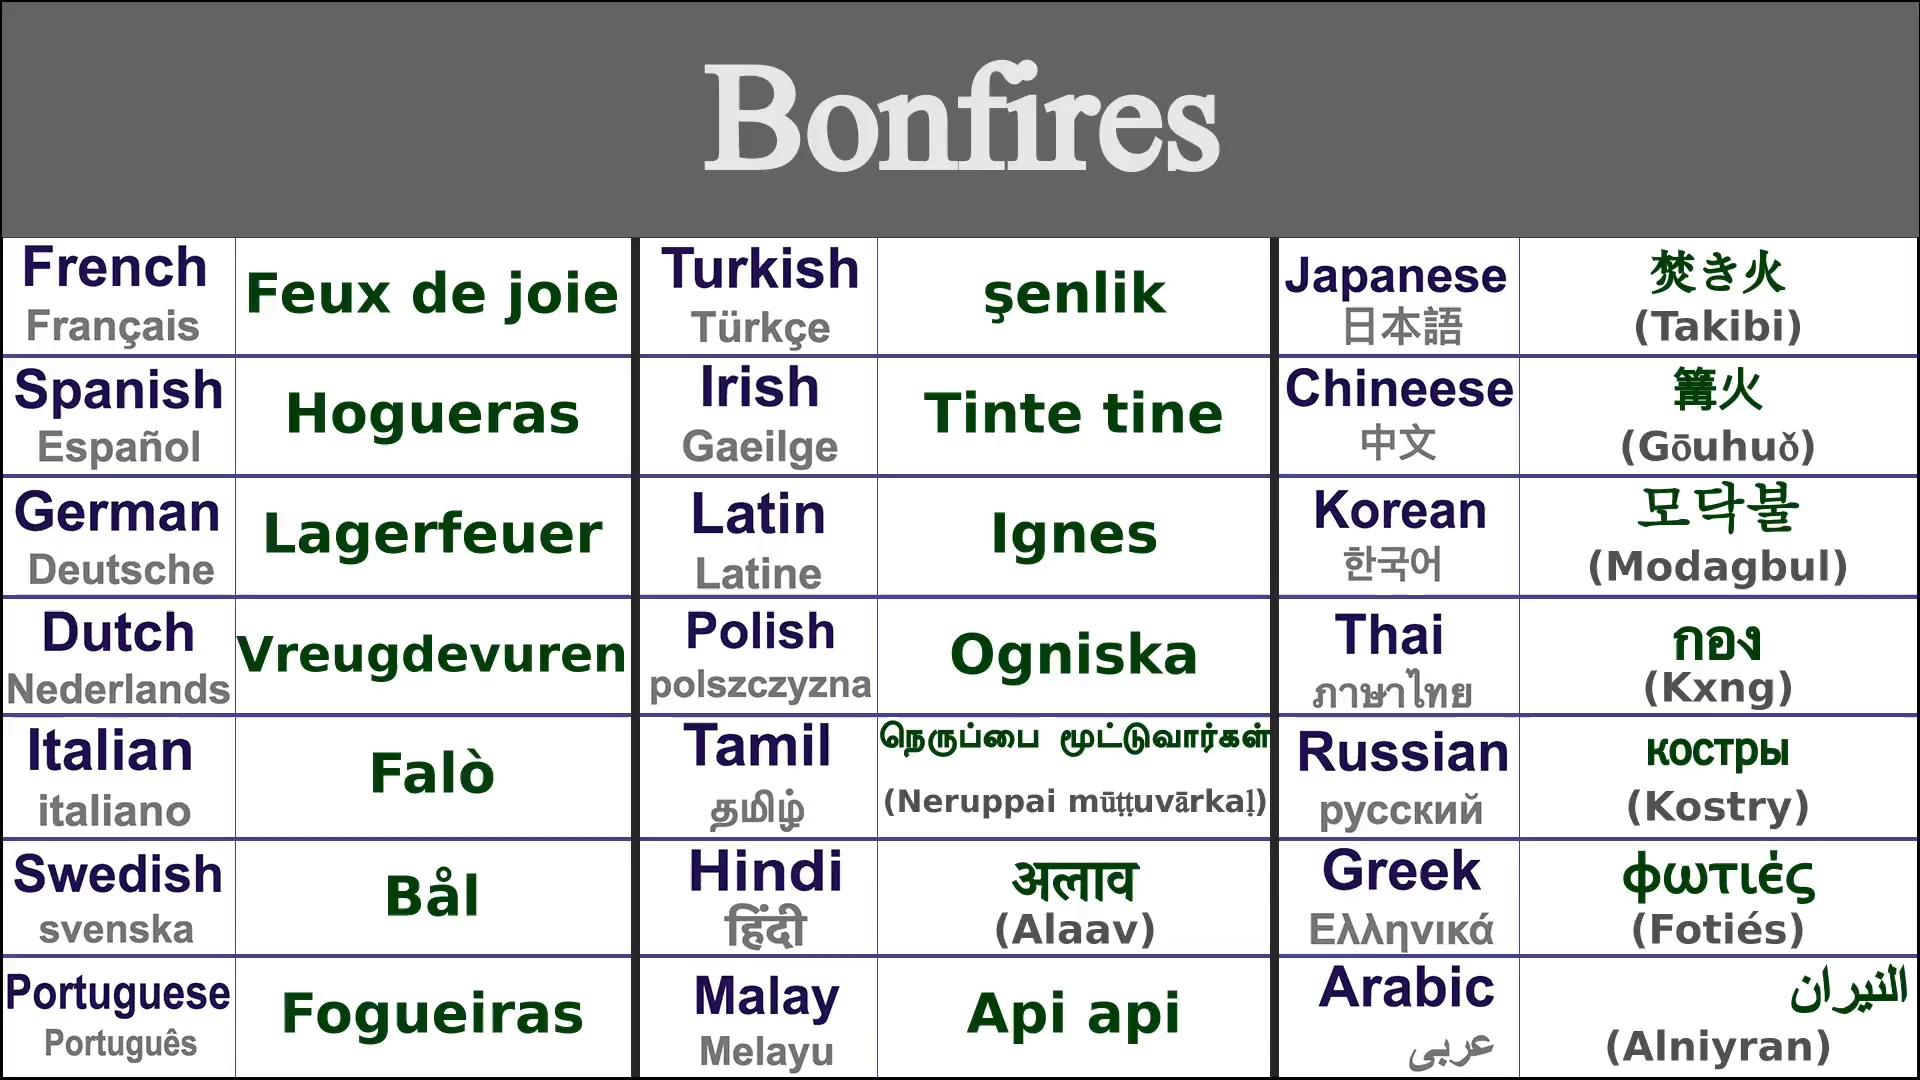 Bonfires
French
Français
Feux de joie
Turkish
Türkçe
şenlik
Japanese
日本語
焚き火
(Takibi)
Spanish
Español
Hogueras
Irish
Gaeilge
Tinte tine
Chineese
中文
篝火
(Gōuhuǒ)
German
Deutsche
Lagerfeuer
Latin
Latine
Ignes
Korean
한국어
모닥불
(Modagbul)
Dutch
Nederlands
Vreugdevuren
Polish
polszczyzna
Ogniska
Thai
ภาษาไทย
กอง
(Kxng)
Italian
italiano
Falò
Tamil
தமிழ்
நெருப்பை மூட்டுவார்கள்
(Neruppai mūṭṭuvārkaḷ)
Russian
русский
костры
(Kostry)
Swedish
svenska
Bål
Hindi
हिंदी
अलाव
(Alaav)
Greek
Ελληνικά
φωτιές
(Fotiés)
Portuguese
Português
Fogueiras
Malay
Melayu
Api api
Arabic
عربى
النيران
(Alniyran)